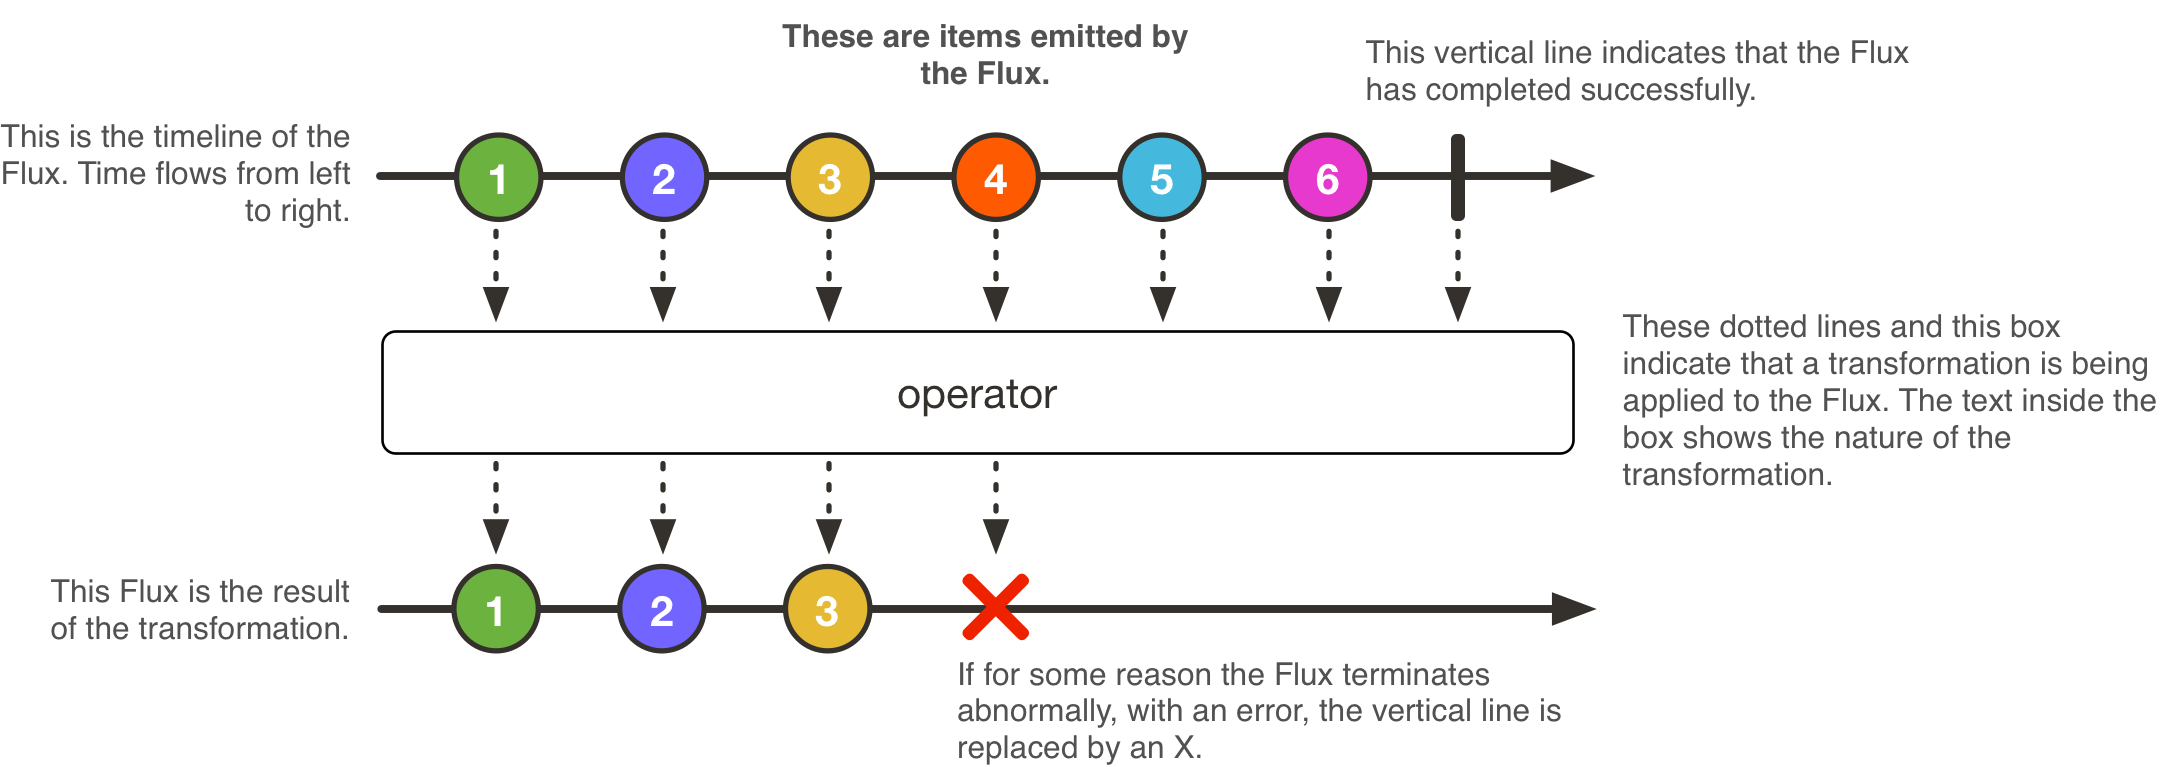 These are items emitted by
the Flux.
This vertical line indicates that the Flux
has completed successfully.
This is the timeline of the
Flux. Time flows from left
to right.
1
2
3
4
5
6
These dotted lines and this box
indicate that a transformation is being
applied to the Flux. The text inside the
box shows the nature of the
transformation.
operator
This Flux is the result
of the transformation.
1
2
3
If for some reason the Flux terminates
abnormally, with an error, the vertical line is
replaced by an X.